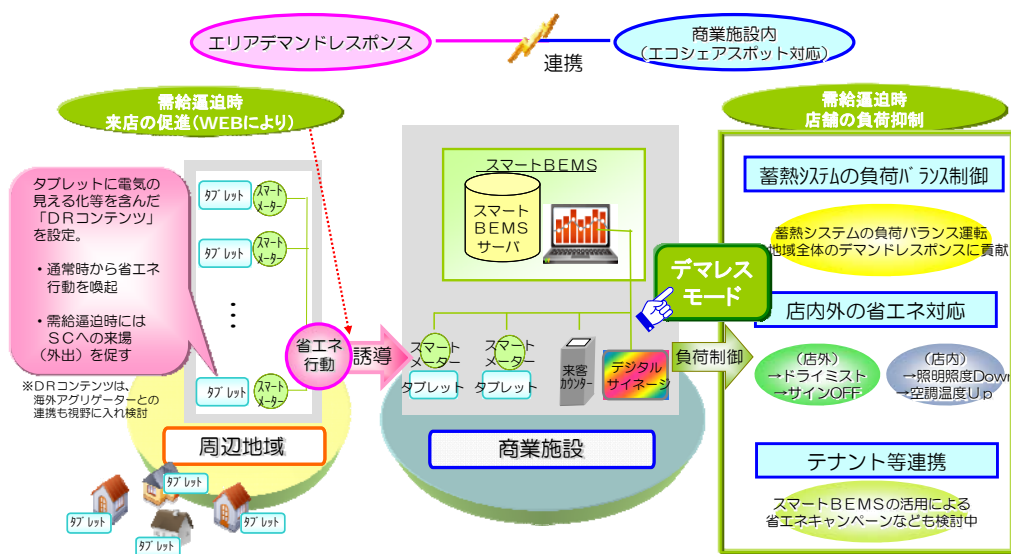 エリアデマンドレスポンス
連携
商業施設内
(エコシェアスポット対応)
需給逼迫時
来店の促進(WEBにより)
需給逼迫時
店舗の負荷抑制
タブレットに電気の
見える化等を含んだ
「DRコンテンツ」
を設定。
・通常時から省エネ
行動を喚起
・需給逼迫時には
SCへの来場
(外出)を促す
※DRコンテンツは、
海外アグリゲーターとの
連携も視野に入れ検討
タブレット
スマート
メーター
タブレット
スマート
メーター
⋮
タブレット
スマート
メーター
省エネ
行動
誘導
周辺地域
タブレット
タブレット
タブレット
タブレット
スマートBEMS
スマート
BEMS
サーバ
デマレス
モード
スマート
メーター
タブレット
スマート
メーター
タブレット
来客
カウンター
デジタル
サイネージ
負荷制御
商業施設
蓄熱システムの負荷バランス制御
蓄熱システムの負荷バランス運転
地域全体のデマンドレスポンスに貢献
店内外の省エネ対応
(店外)
→ドライミスト
→サインOFF
(店内)
→照明照度Down
→空調温度Up
テナント等連携
スマートBEMSの活用による
省エネキャンペーンなども検討中